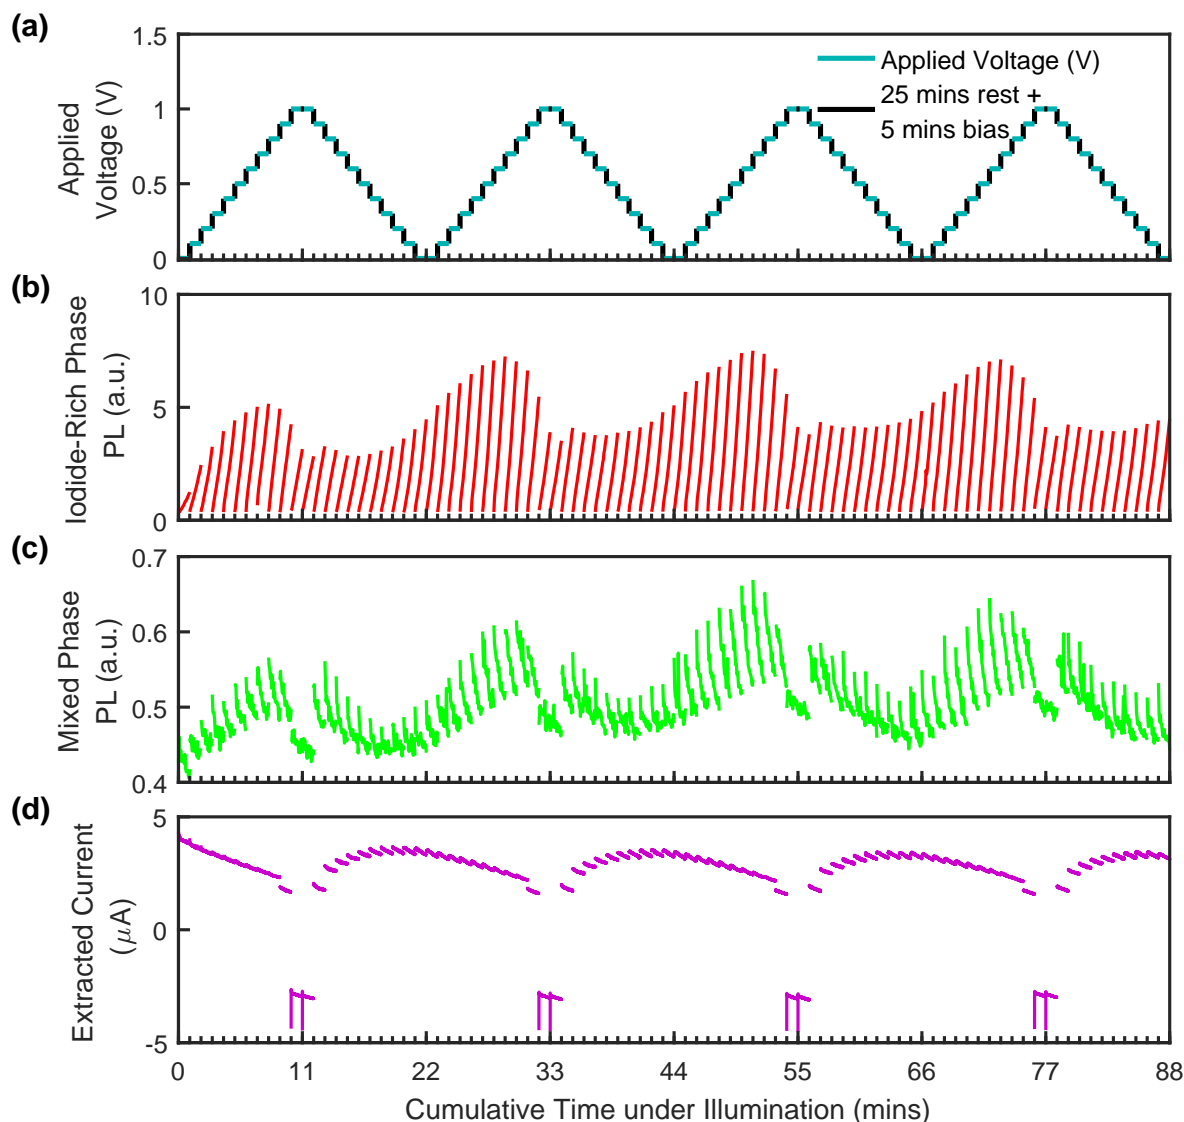 (a)
1.5
1
0.5
0
Applied
Voltage (V)
Applied Voltage (V)
25 mins rest +
5 mins bias
(b)
10
5
0
Iodide-Rich Phase
PL (a.u.)
(c)
0.7
0.6
0.5
0.4
Mixed Phase
PL (a.u.)
(d)
5
0
-5
Extracted Current
(μA)
0 11 22 33 44 55 66 77 88
Cumulative Time under Illumination (mins)